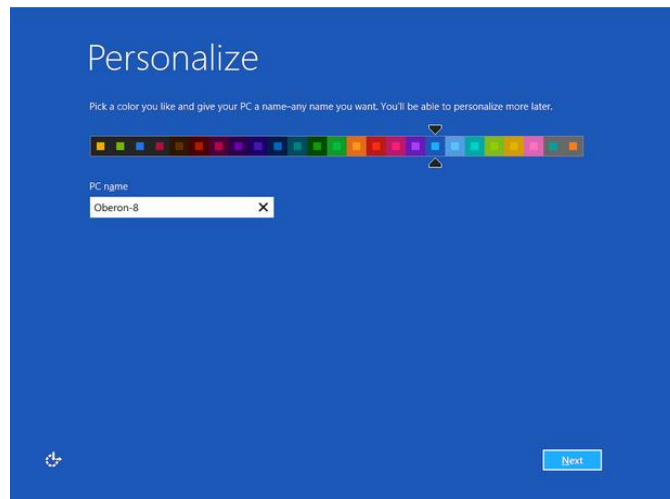 Personalize
Pick a color you like and give your PC a name–any name you want. You'll be able to personalize more later.
PC name
Oberon-8
Next